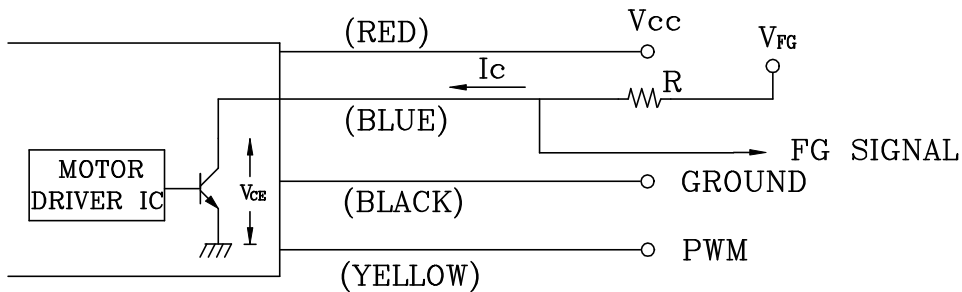 (RED)
Vcc
VFG
Ic
R
(BLUE)
FG SIGNAL
MOTOR
DRIVER IC
VCE
GROUND
(BLACK)
PWM
(YELLOW)